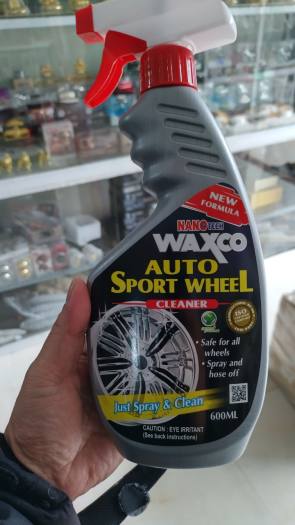 NEW
FORMULA
NANO TECH
WAXCO
AUTO
SPORT WHEEL
CLEANER
ISO
• Safe for all
wheels
• Spray and
hose off
Just Spray & Clean
600ML
CAUTION : EYE IRRITANT
(See back instructions)